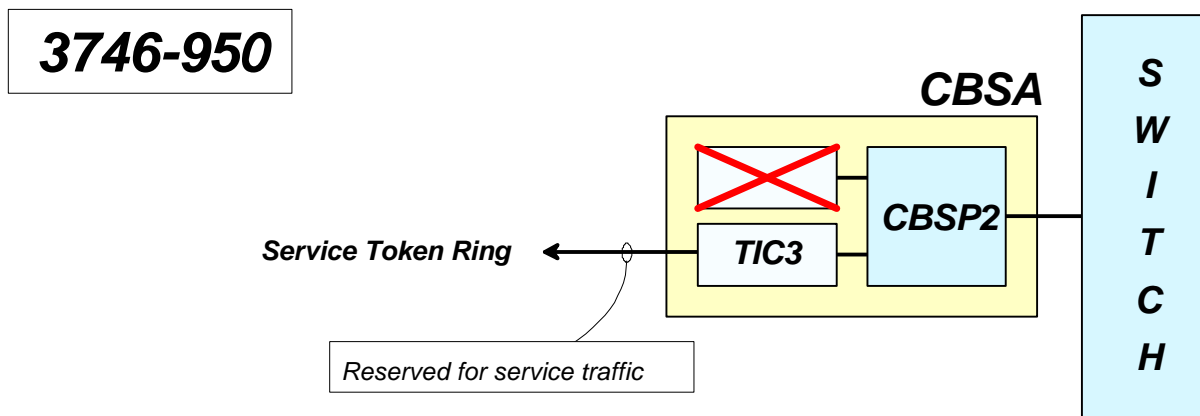 3746-950
CBSA
CBSP2
TIC3
Service Token Ring
Reserved for service traffic
S
W
I
T
C
H